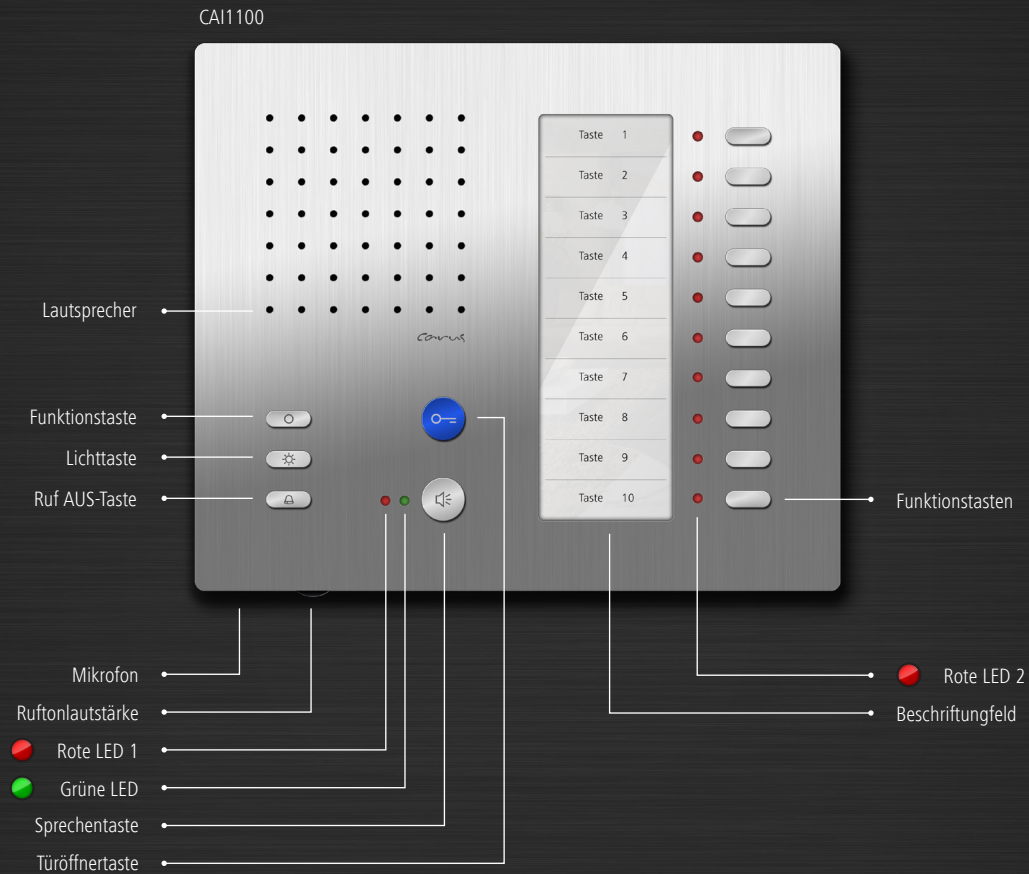 CAI1100
Taste 1
Taste 2
Taste 3
Taste 4
Taste 5
Taste 6
Taste 7
Taste 8
Taste 9
Taste 10
carus
Lautsprecher
Funktionstaste
Lichttaste
Ruf AUS-Taste
Funktionstasten
Mikrofon
Ruftonlautstärke
Rote LED 1
Grüne LED
Sprechentaste
Türöffnertaste
Rote LED 2
Beschriftungfeld